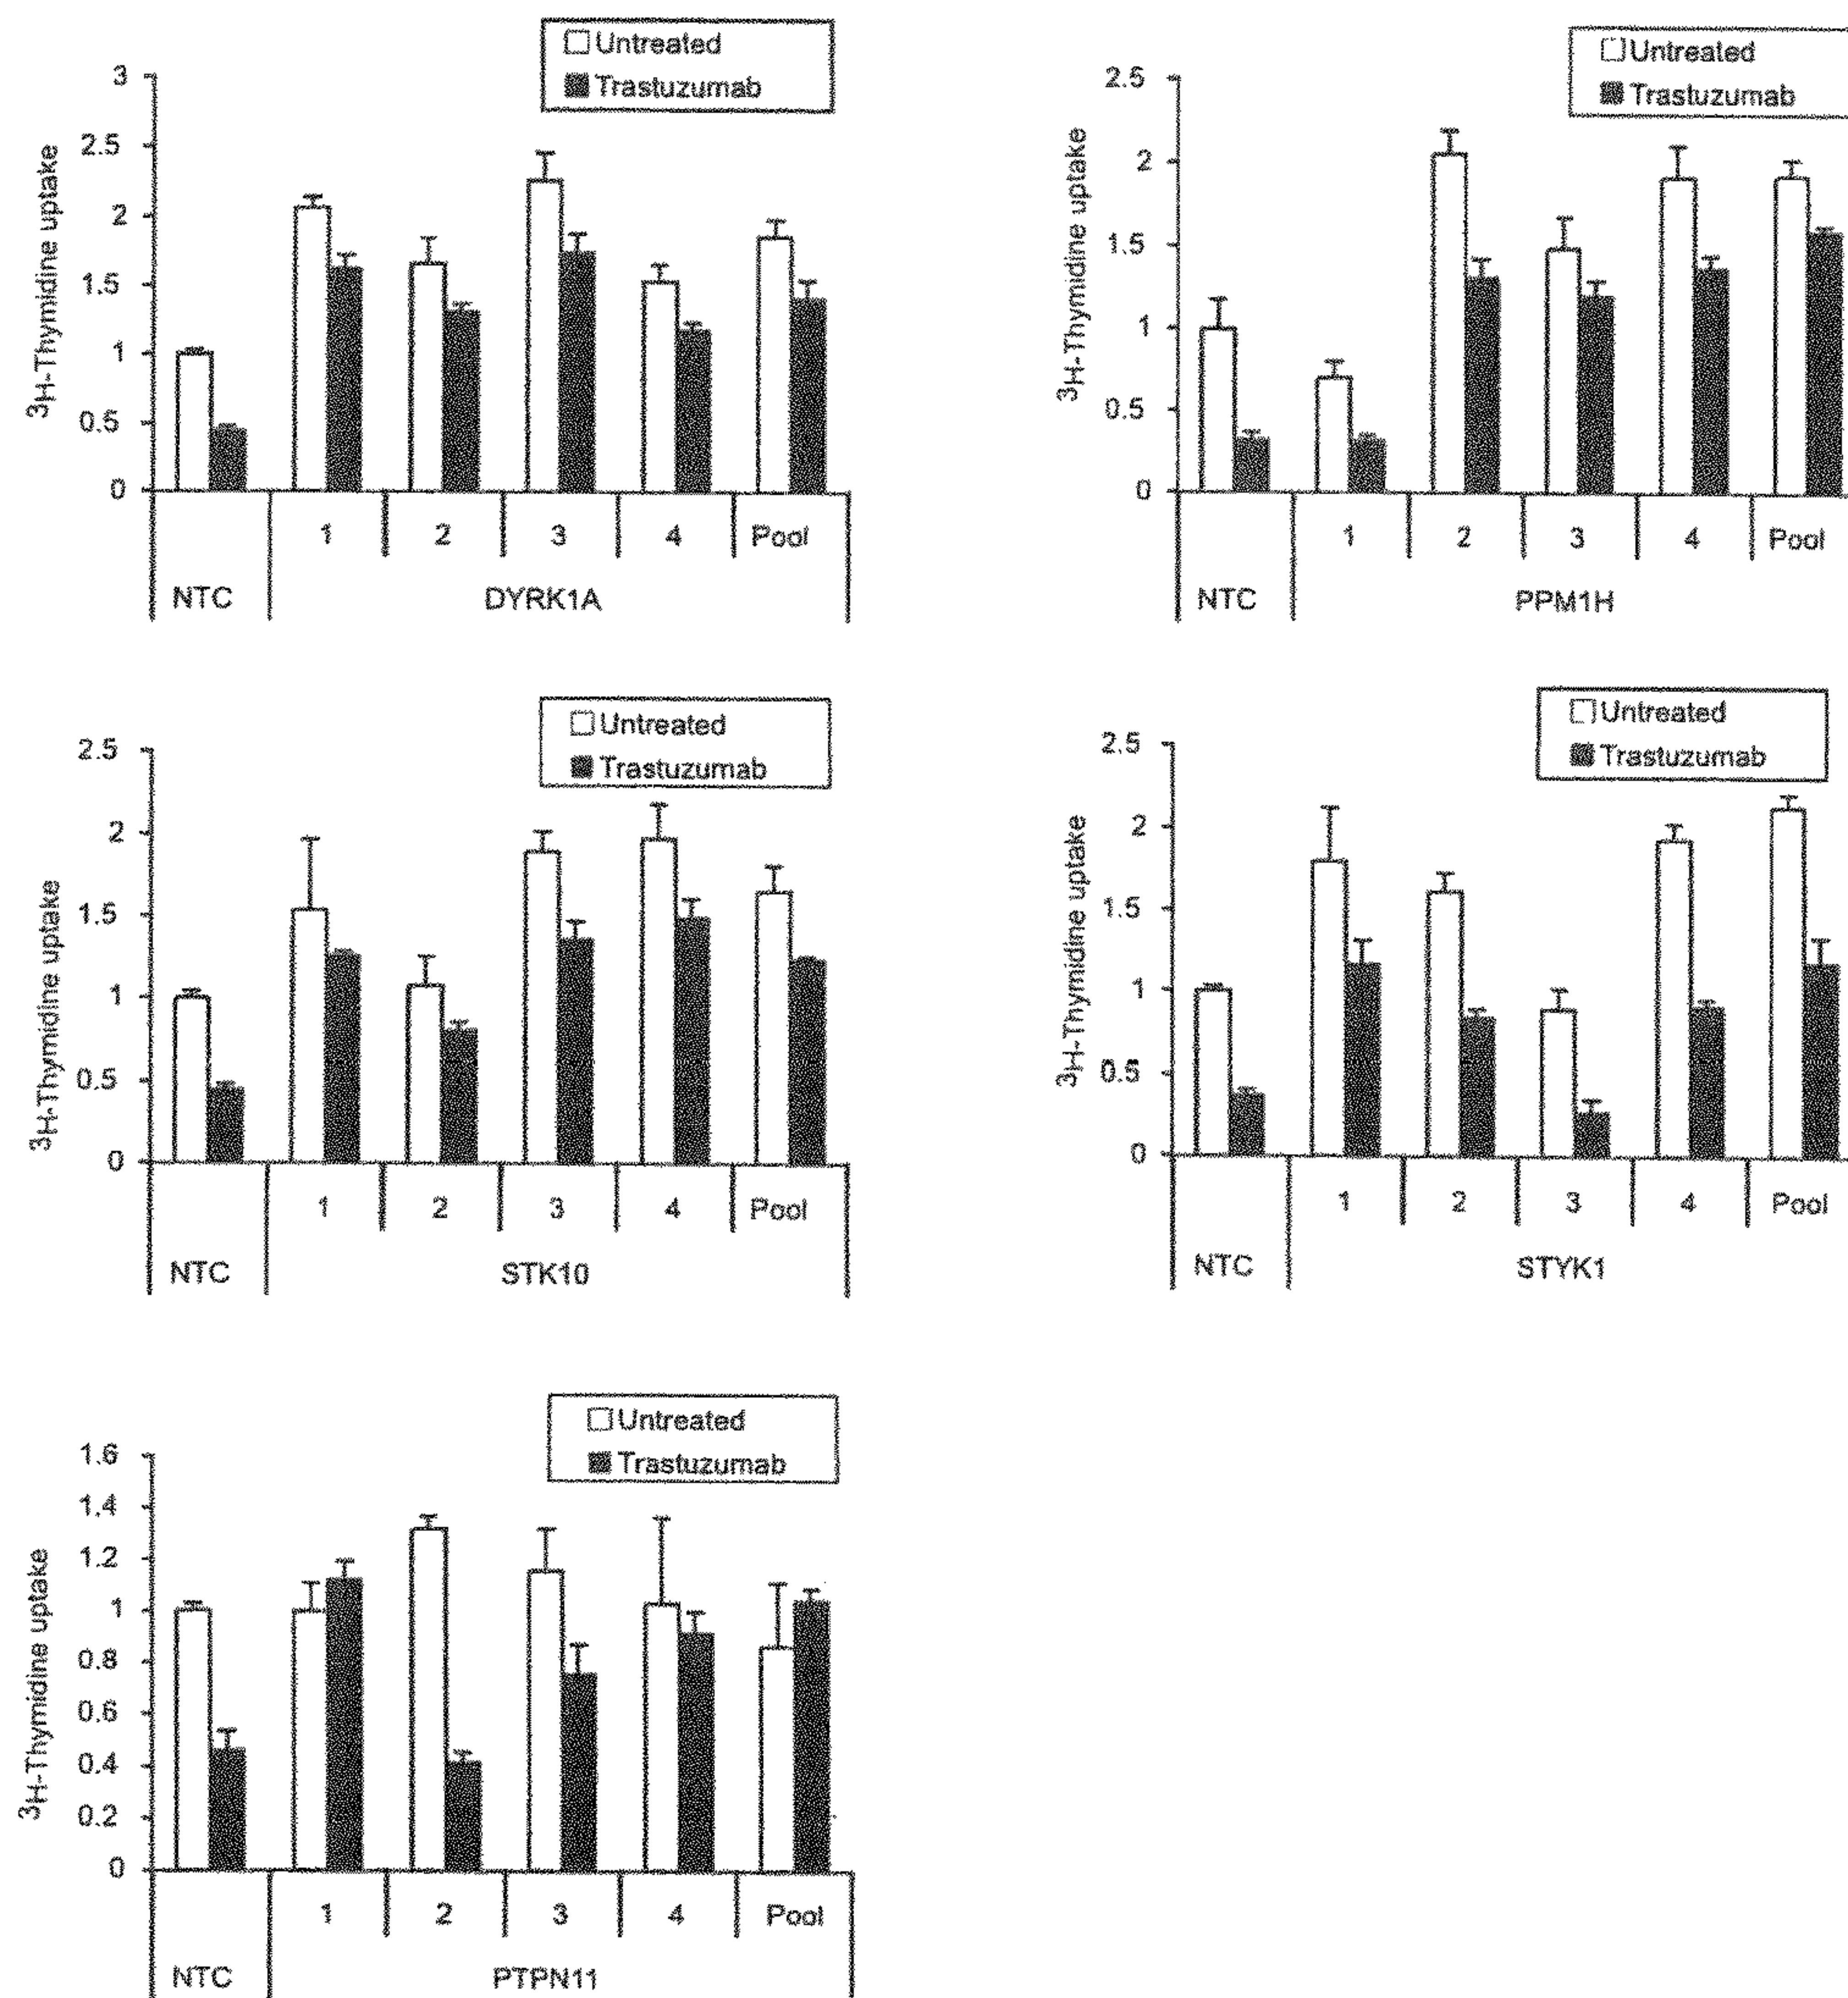 Untreated
Trastuzumab
3
2.5
2
1.5
1
0.5
0
³H-Thymidine uptake
1 2 3 4 Pool
NTC DYRK1A
Untreated
Trastuzumab
2.5
2
1.5
1
0.5
0
³H-Thymidine uptake
1 2 3 4 Pool
NTC PPM1H
Untreated
Trastuzumab
2.5
2
1.5
1
0.5
0
³H-Thymidine uptake
1 2 3 4 Pool
NTC STK10
Untreated
Trastuzumab
2.5
2
1.5
1
0.5
0
³H-Thymidine uptake
1 2 3 4 Pool
NTC STYK1
Untreated
Trastuzumab
1.6
1.4
1.2
1
0.8
0.6
0.4
0.2
0
³H-Thymidine uptake
1 2 3 4 Pool
NTC PTPN11